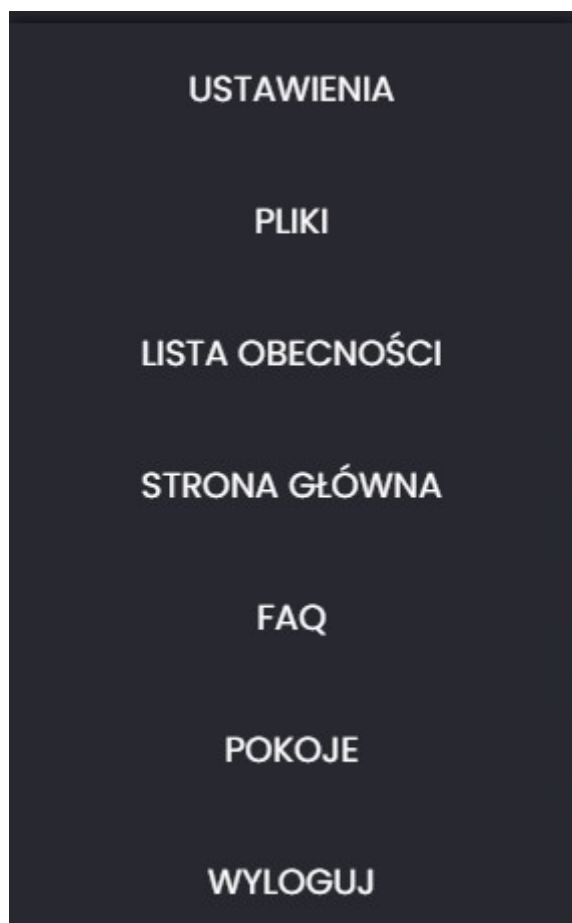 USTAWIENIA
PLIKI
LISTA OBECNOŚCI
STRONA GŁÓWNA
FAQ
POKOJE
WYLOGUJ